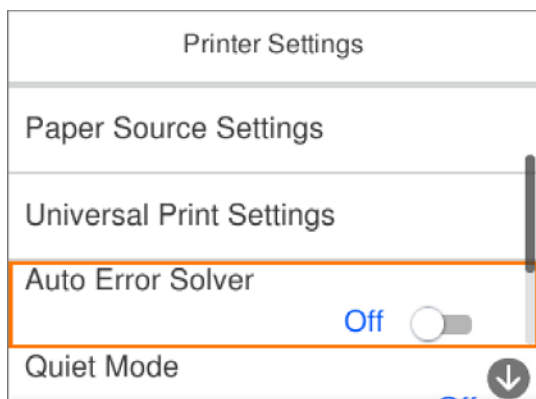 Printer Settings
Paper Source Settings
Universal Print Settings
Auto Error Solver
Off
Quiet Mode